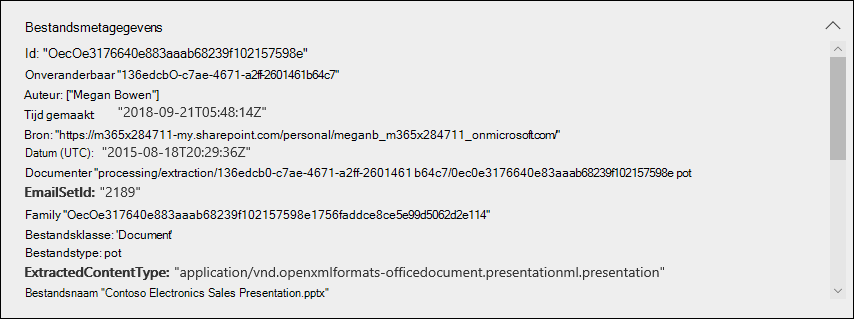 Bestandsmetagegevens
Id: "OecOe3176640e883aaab68239f102157598e"
Onveranderbaar "136edcbO-c7ae-4671-a2ff-2601461b64c7"
Auteur: ["Megan Bowen"]
Tijd gemaakt "2018-09-21T05:48:14Z"
Bron: "https://m365x284711-my.sharepoint.com/personal/meganb_m365x284711_onmicrosoft.com/"
Datum (UTC): "2015-08-18T20:29:36Z"
Documenter "processing/extraction/136edcb0-c7ae-4671-a2ff-2601461 b64c7/0ec0e3176640e83aaab68239f102157598e pot
EmailSetId: "2189"
Family "OecOe317640e883aaab68239f102157598e1756faddce8ce5e99d5062d2e114"
Bestandsklasse: 'Document'
Bestandstype: pot
ExtractedContentType: "application/vnd.openxmlformats-officedocument.presentationml.presentation"
Bestandsnaam "Contoso Electronics Sales Presentation.pptx"